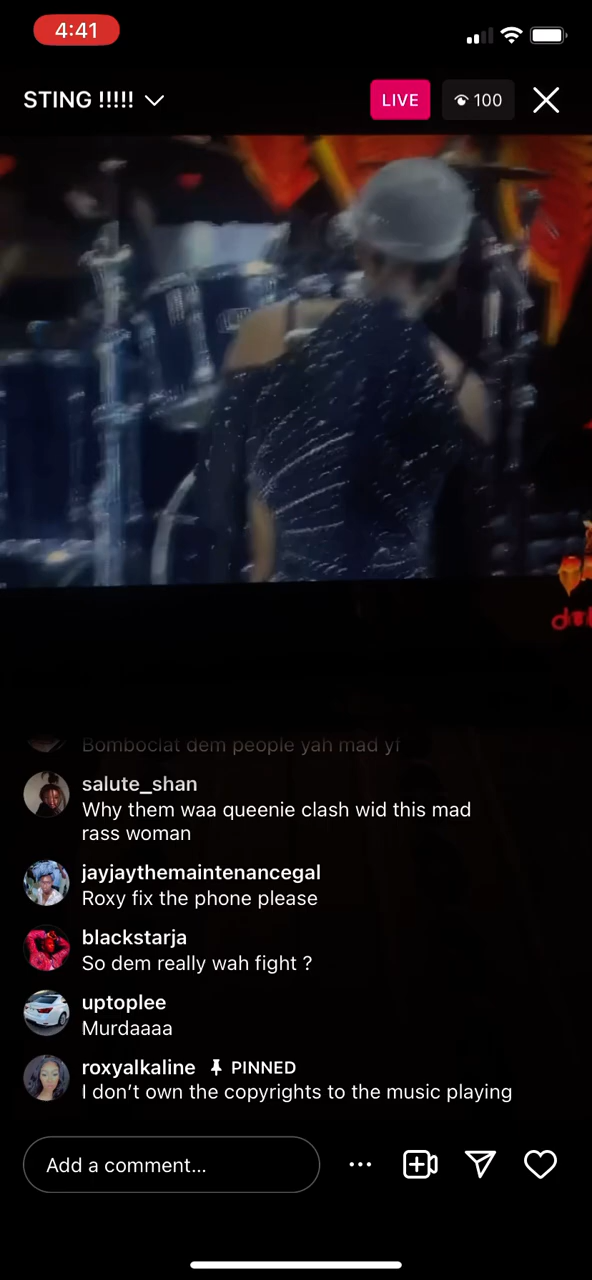 4:41
STING !!!!!
LIVE
100
Bomboclat dem people yah mad yf
salute_shan
Why them waa queenie clash wid this mad
rass woman
jayjaythemaintenancegal
Roxy fix the phone please
blackstarja
So dem really wah fight ?
uptoplee
Murdaaaa
roxyalkaline PINNED
I don’t own the copyrights to the music playing
Add a comment...